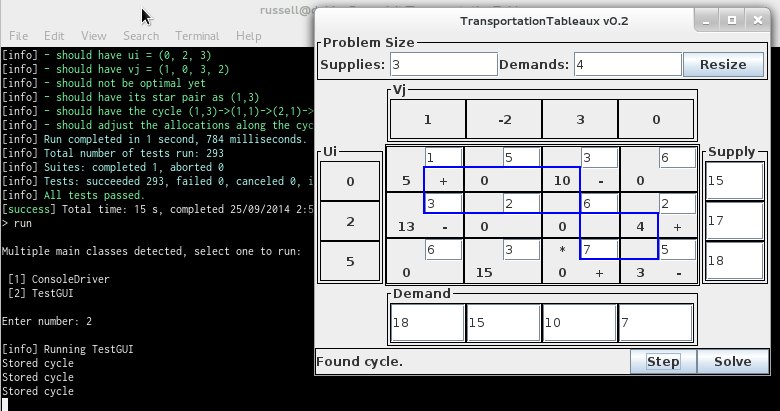 russell@
File Edit View Search Terminal Help
[info] - should have ui = (0, 2, 3)
[info] - should have vj = (1, 0, 3, 2)
[info] - should not be optimal yet
[info] - should have its star pair as (1,3)
[info] - should have the cycle (1,3)->(1,1)->(2,1)->
[info] - should adjust the allocations along the cyc
[info] Run completed in 1 second, 784 milliseconds.
[info] Total number of tests run: 293
[info] Suites: completed 1, aborted 0
[info] Tests: succeeded 293, failed 0, canceled 0, i
[info] All tests passed.
[success] Total time: 15 s, completed 25/09/2014 2:5
> run
Multiple main classes detected, select one to run:
[1] ConsoleDriver
[2] TestGUI
Enter number: 2
[info] Running TestGUI
Stored cycle
Stored cycle
Stored cycle
TransportationTableaux v0.2
Problem Size
Supplies: 3 Demands: 4 Resize
Vj
1 -2 3 0
Ui
0
2
5
1 5 3 6
5 + 0 10 - 0
3 2 6 2
13 - 0 0 4 +
6 3 * 7 5
0 15 0 + 3 -
Supply
15
17
18
Demand
18 15 10 7
Found cycle. Step Solve